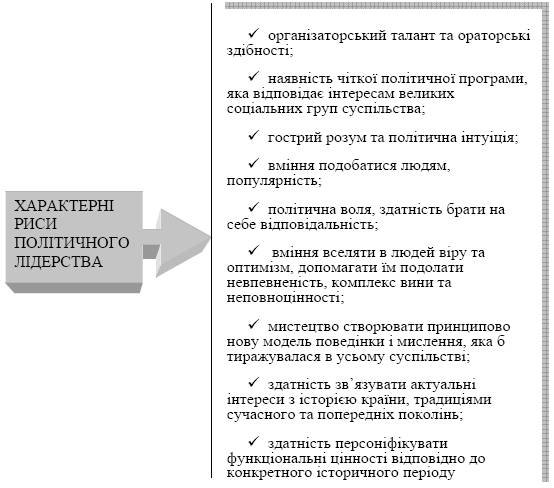 ХАРАКТЕРНІ
РИСИ
ПОЛІТИЧНОГО
ЛІДЕРСТВА
✓ організаторський талант та ораторські
здібності;
✓ наявність чіткої політичної програми,
яка відповідає інтересам великих
соціальних груп суспільства;
✓ гострий розум та політична інтуіція;
✓ вміння подобатися людям,
популярність;
✓ політична воля, здатність брати на
себе відповідальність;
✓ вміння вселяти в людей віру та
оптимізм, допомагати їм подолати
невпевненість, комплекс вини та
неповноцінності;
✓ мистецтво створювати принципово
нову модель поведінки і мислення, яка б
тиражувалася в усьому суспільстві;
✓ здатність зв’язувати актуальні
інтереси з історією країни, традиціями
сучасного та попередніх поколінь;
✓ здатність персоніфікувати
функціональні цінності відповідно до
конкретного історичного періоду